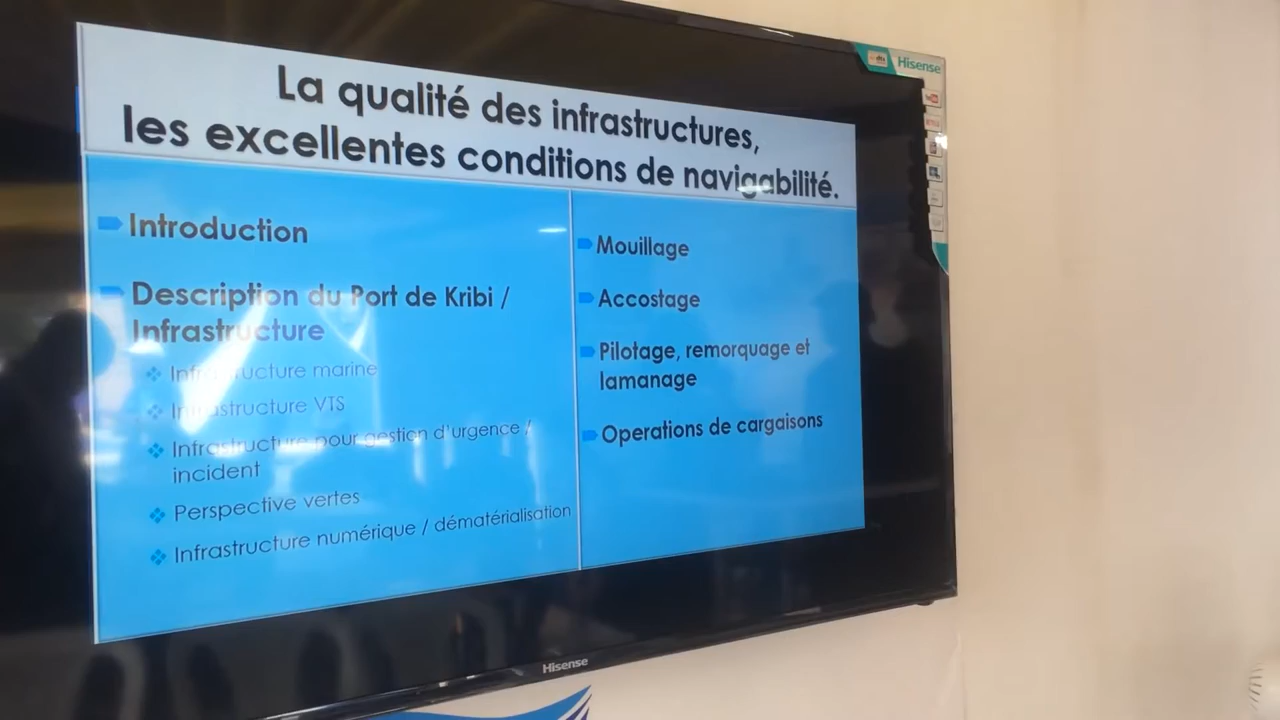 La qualité des infrastructures,
les excellentes conditions de navigabilité.
Introduction
Description du Port de Kribi /
Infrastructure
Infrastructure marine
Infrastructure VTS
Infrastructure pour gestion d'urgence /
incident
Perspective vertes
Infrastructure numérique / dématérialisation
Mouillage
Accostage
Pilotage, remorquage et
lamanage
Operations de cargaisons
Hisense
Hisense